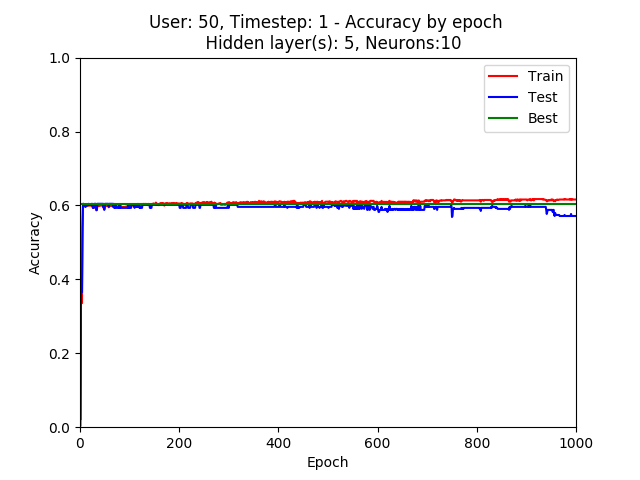 User: 50, Timestep: 1 - Accuracy by epoch
Hidden layer(s): 5, Neurons:10
Train
Test
Best
1.0
0.8
0.6
0.4
0.2
0.0
Accuracy
0
200
400
600
800
1000
Epoch